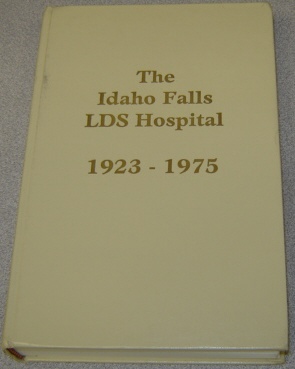 The
Idaho Falls
LDS Hospital
1923 - 1975